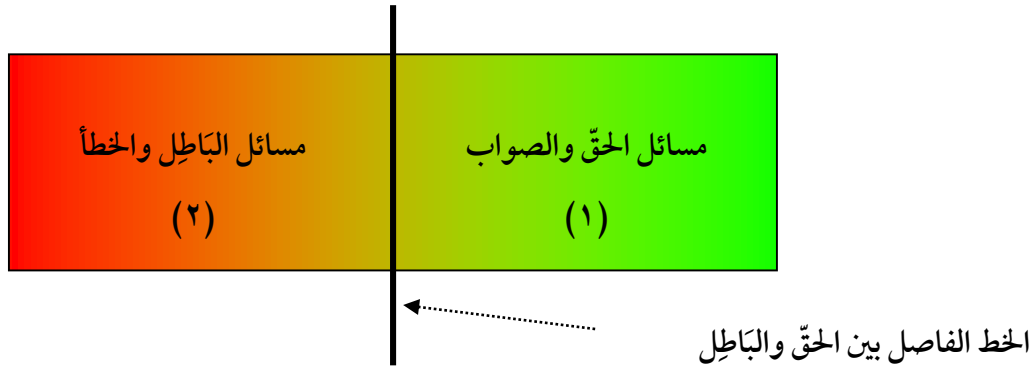 مسائل الحقّ والصواب
(١)
مسائل البَاطِل والخطأ
(٢)
الخط الفاصل بين الحقّ والبَاطِل